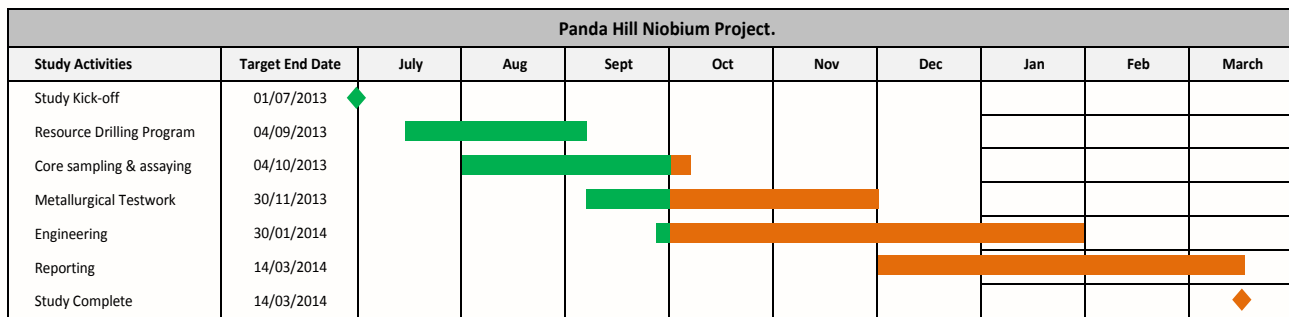 Panda Hill Niobium Project.
Study Activities Target End Date July Aug Sept Oct Nov Dec Jan Feb March
Study Kick-off 01/07/2013
Resource Drilling Program 04/09/2013
Core sampling & assaying 04/10/2013
Metallurgical Testwork 30/11/2013
Engineering 30/01/2014
Reporting 14/03/2014
Study Complete 14/03/2014